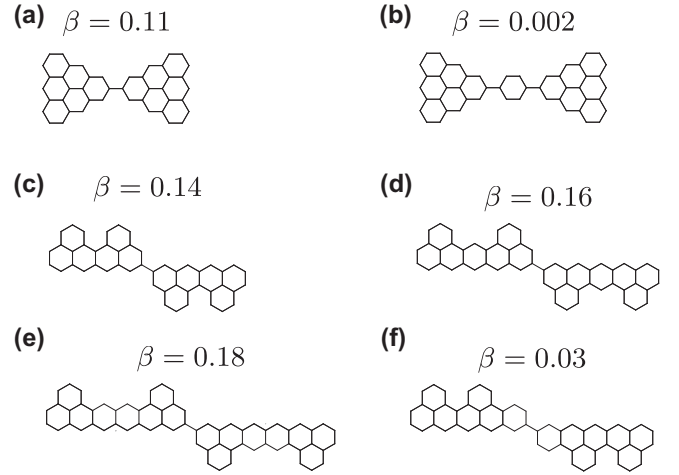 (a) β = 0.11
(b) β = 0.002
(c) β = 0.14
(d) β = 0.16
(e) β = 0.18
(f) β = 0.03